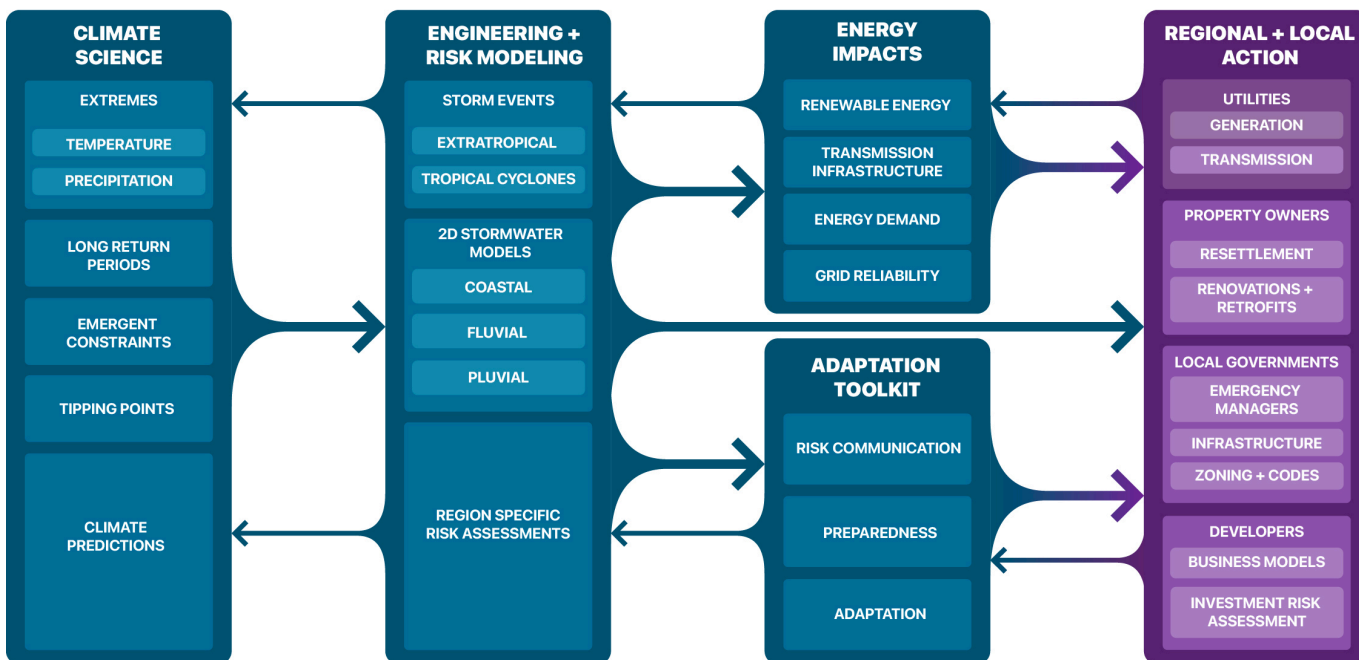 CLIMATE
SCIENCE
EXTREMES
TEMPERATURE
PRECIPITATION
LONG RETURN
PERIODS
EMERGENT
CONSTRAINTS
TIPPING POINTS
CLIMATE
PREDICTIONS
ENGINEERING +
RISK MODELING
STORM EVENTS
EXTRATROPICAL
TROPICAL CYCLONES
2D STORMWATER
MODELS
COASTAL
FLUVIAL
PLUVIAL
REGION SPECIFIC
RISK ASSESSMENTS
ENERGY
IMPACTS
RENEWABLE ENERGY
TRANSMISSION
INFRASTRUCTURE
ENERGY DEMAND
GRID RELIABILITY
ADAPTATION
TOOLKIT
RISK COMMUNICATION
PREPAREDNESS
ADAPTATION
REGIONAL + LOCAL
ACTION
UTILITIES
GENERATION
TRANSMISSION
PROPERTY OWNERS
RESETTLEMENT
RENOVATIONS +
RETROFITS
LOCAL GOVERNMENTS
EMERGENCY
MANAGERS
INFRASTRUCTURE
ZONING + CODES
DEVELOPERS
BUSINESS MODELS
INVESTMENT RISK
ASSESSMENT